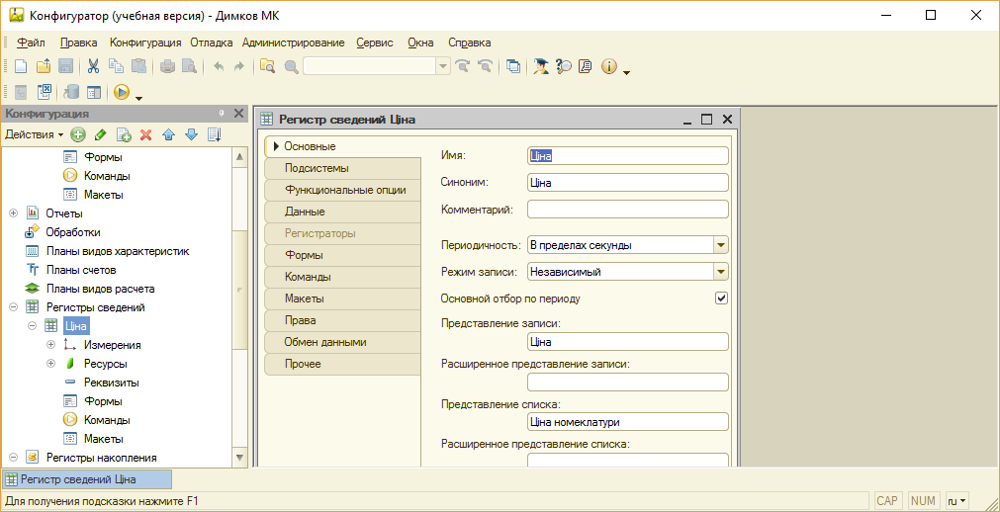 Конфигуратор (учебная версия) - Димков МК
Файл Правка Конфигурация Отладка Администрирование Сервис Окна Справка
Конфигурация
Действия
Формы
Команды
Макеты
Отчеты
Обработки
Планы видов характеристик
Планы счетов
Планы видов расчета
Регистры сведений
Ціна
Измерения
Ресурсы
Реквизиты
Формы
Команды
Макеты
Регистры накопления
Регистр сведений Ціна
Основные
Подсистемы
Функциональные опции
Данные
Регистраторы
Формы
Команды
Макеты
Права
Обмен данными
Прочее
Имя: Ціна
Синоним: Ціна
Комментарий:
Периодичность: В пределах секунды
Режим записи: Независимый
Основной отбор по периоду
Представление записи:
Ціна
Расширенное представление записи:
Представление списка:
Ціна номеклатури
Расширенное представление списка:
Регистр сведений Ціна
Для получения подсказки нажмите F1
CAP NUM ru